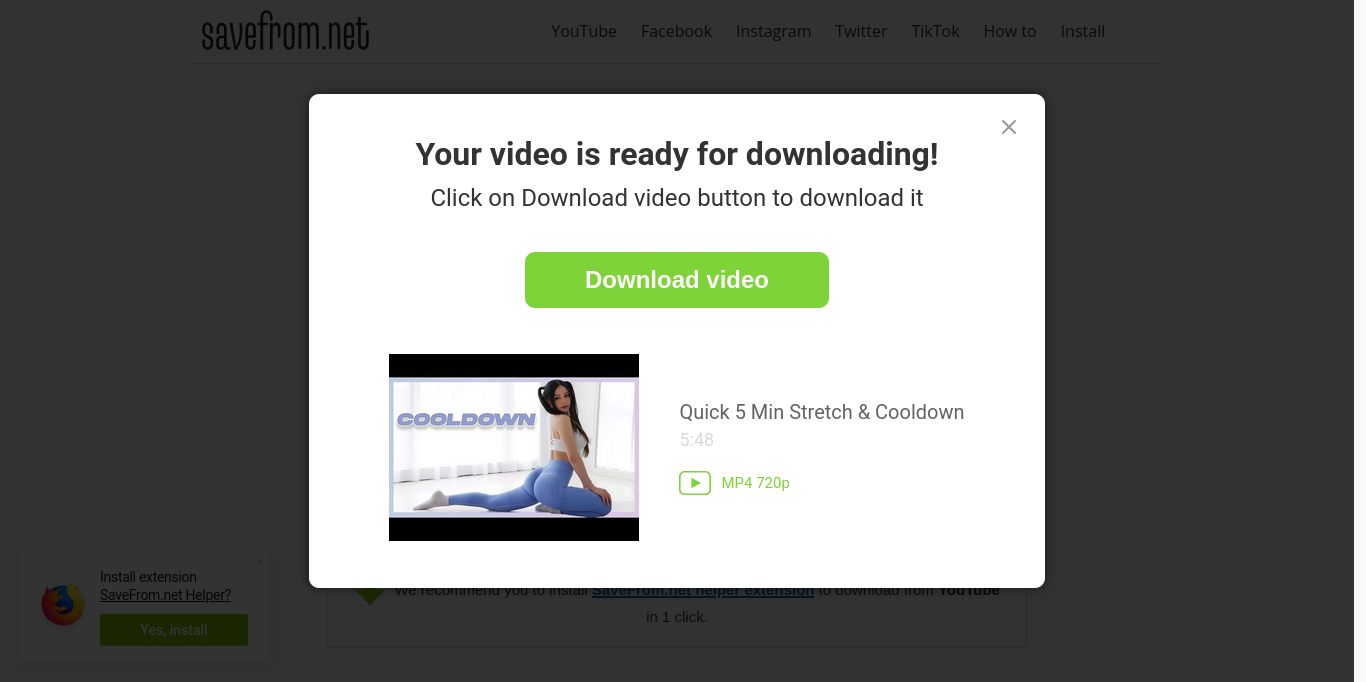 savefrom.net
YouTube Facebook Instagram Twitter TikTok How to Install
Your video is ready for downloading!
Click on Download video button to download it
Download video
COOLDOWN
Quick 5 Min Stretch & Cooldown
5:48
MP4 720p
Install extension
SaveFrom.net Helper?
Yes, install
We recommend you to install SaveFrom.net helper extension to download from YouTube
in 1 click.